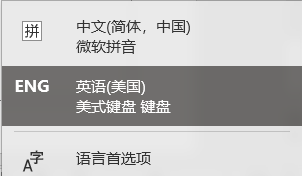 拼
中文(简体，中国)
微软拼音
ENG
英语(美国)
美式键盘 键盘
A字
语言首选项